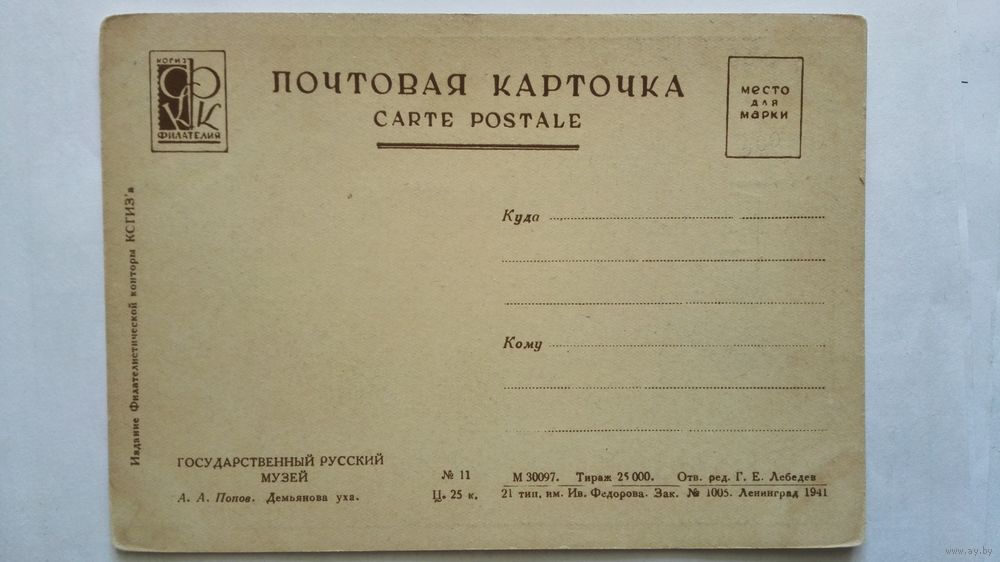 КОГИЗ
ФК
ФИЛАТЕЛИЯ
ПОЧТОВАЯ КАРТОЧКА
CARTE POSTALE
МЕСТО
ДЛЯ
МАРКИ
Куда
Кому
Издание Филателистической конторы КСГИЗ'а
ГОСУДАРСТВЕННЫЙ РУССКИЙ
МУЗЕЙ
А. А. Попов. Демьянова уха.
№ 11
Ц. 25 к.
М 30097. Тираж 25 000. Отв. ред. Г. Е. Лебедев
21 тип. им. Ив. Федорова. Зак. № 1005. Ленинград 1941
www.ay.by